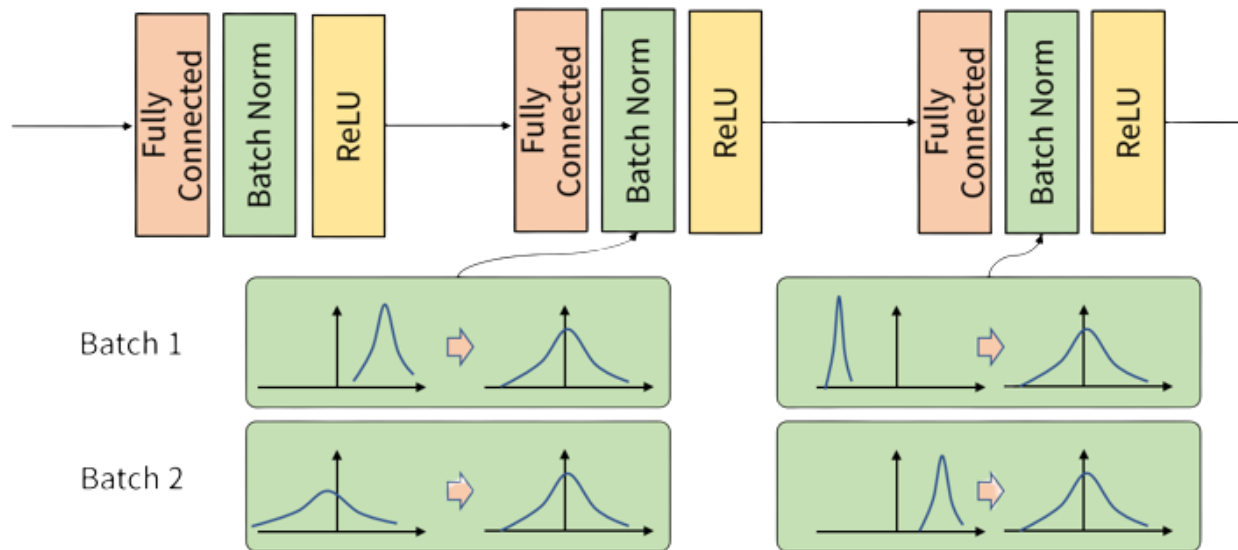 Fully
Connected
Batch Norm
ReLU
Fully
Connected
Batch Norm
ReLU
Fully
Connected
Batch Norm
ReLU
Batch 1
Batch 2